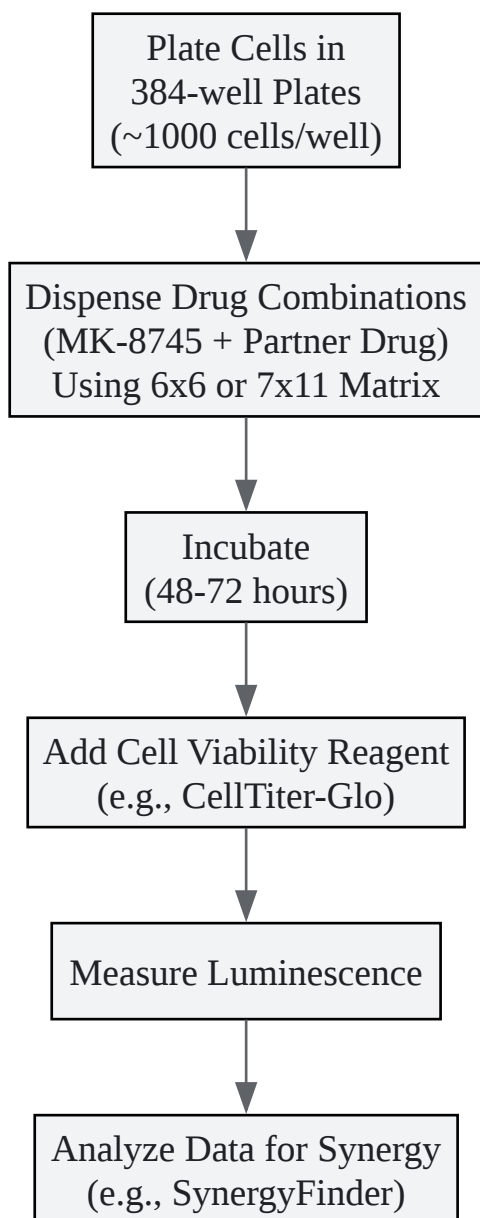 Plate Cells in
384-well Plates
(~1000 cells/well)
Dispense Drug Combinations
(MK-8745 + Partner Drug)
Using 6x6 or 7x11 Matrix
Incubate
(48-72 hours)
Add Cell Viability Reagent
(e.g., CellTiter-Glo)
Measure Luminescence
Analyze Data for Synergy
(e.g., SynergyFinder)